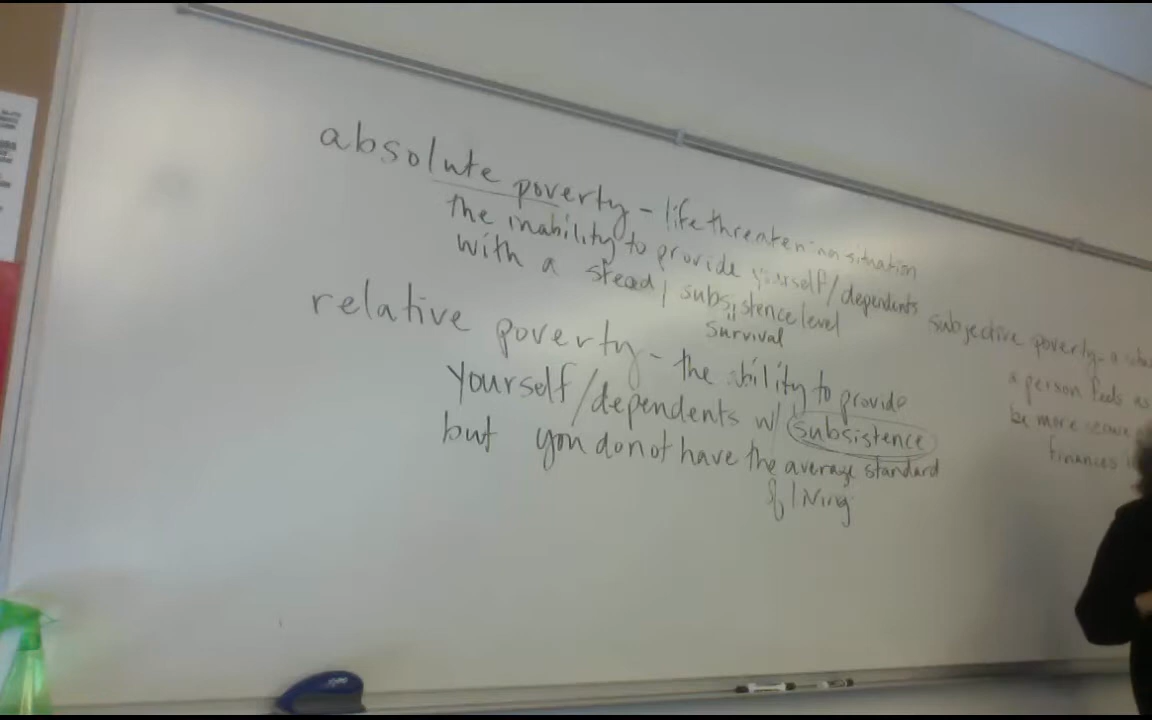 absolute poverty - life threatening situation
the inability to provide yourself/dependents
with a steady subsistence level
"
survival
relative poverty - the ability to provide
yourself/dependents w/ subsistence
but you do not have the average standard
of living
subjective poverty - a
a person feels as
be more
finances